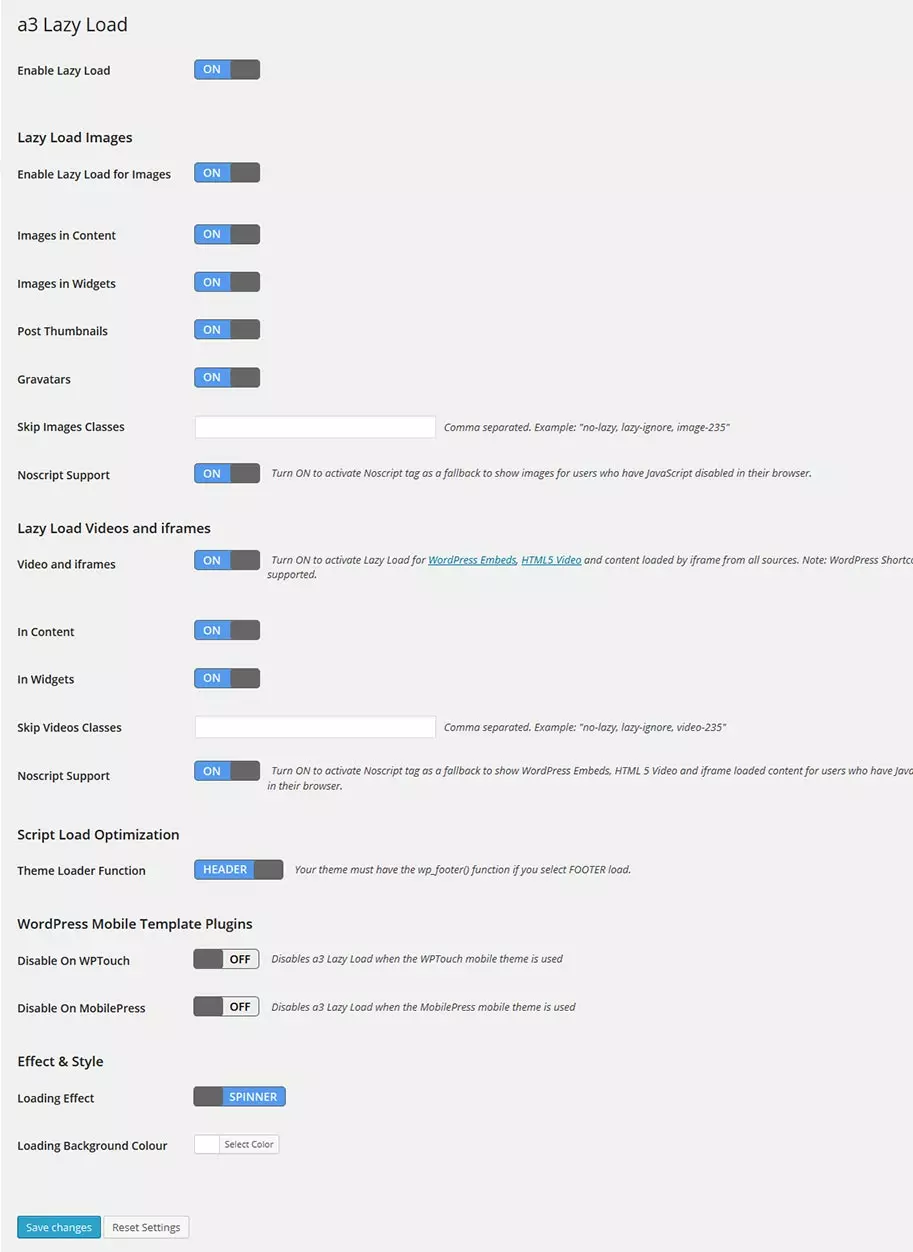 a3 Lazy Load
Enable Lazy Load ON
Lazy Load Images
Enable Lazy Load for Images ON
Images in Content ON
Images in Widgets ON
Post Thumbnails ON
Gravatars ON
Skip Images Classes Comma separated. Example: "no-lazy, lazy-ignore, image-235"
Noscript Support ON Turn ON to activate Noscript tag as a fallback to show images for users who have JavaScript disabled in their browser.
Lazy Load Videos and iframes
Video and iframes ON Turn ON to activate Lazy Load for WordPress Embeds, HTML5 Video and content loaded by iframe from all sources. Note: WordPress Shortco
supported.
In Content ON
In Widgets ON
Skip Videos Classes Comma separated. Example: "no-lazy, lazy-ignore, video-235"
Noscript Support ON Turn ON to activate Noscript tag as a fallback to show WordPress Embeds, HTML 5 Video and iframe loaded content for users who have Java
in their browser.
Script Load Optimization
Theme Loader Function HEADER Your theme must have the wp_footer() function if you select FOOTER load.
WordPress Mobile Template Plugins
Disable On WPTouch OFF Disables a3 Lazy Load when the WPTouch mobile theme is used
Disable On MobilePress OFF Disables a3 Lazy Load when the MobilePress mobile theme is used
Effect & Style
Loading Effect SPINNER
Loading Background Colour Select Color
Save changes Reset Settings